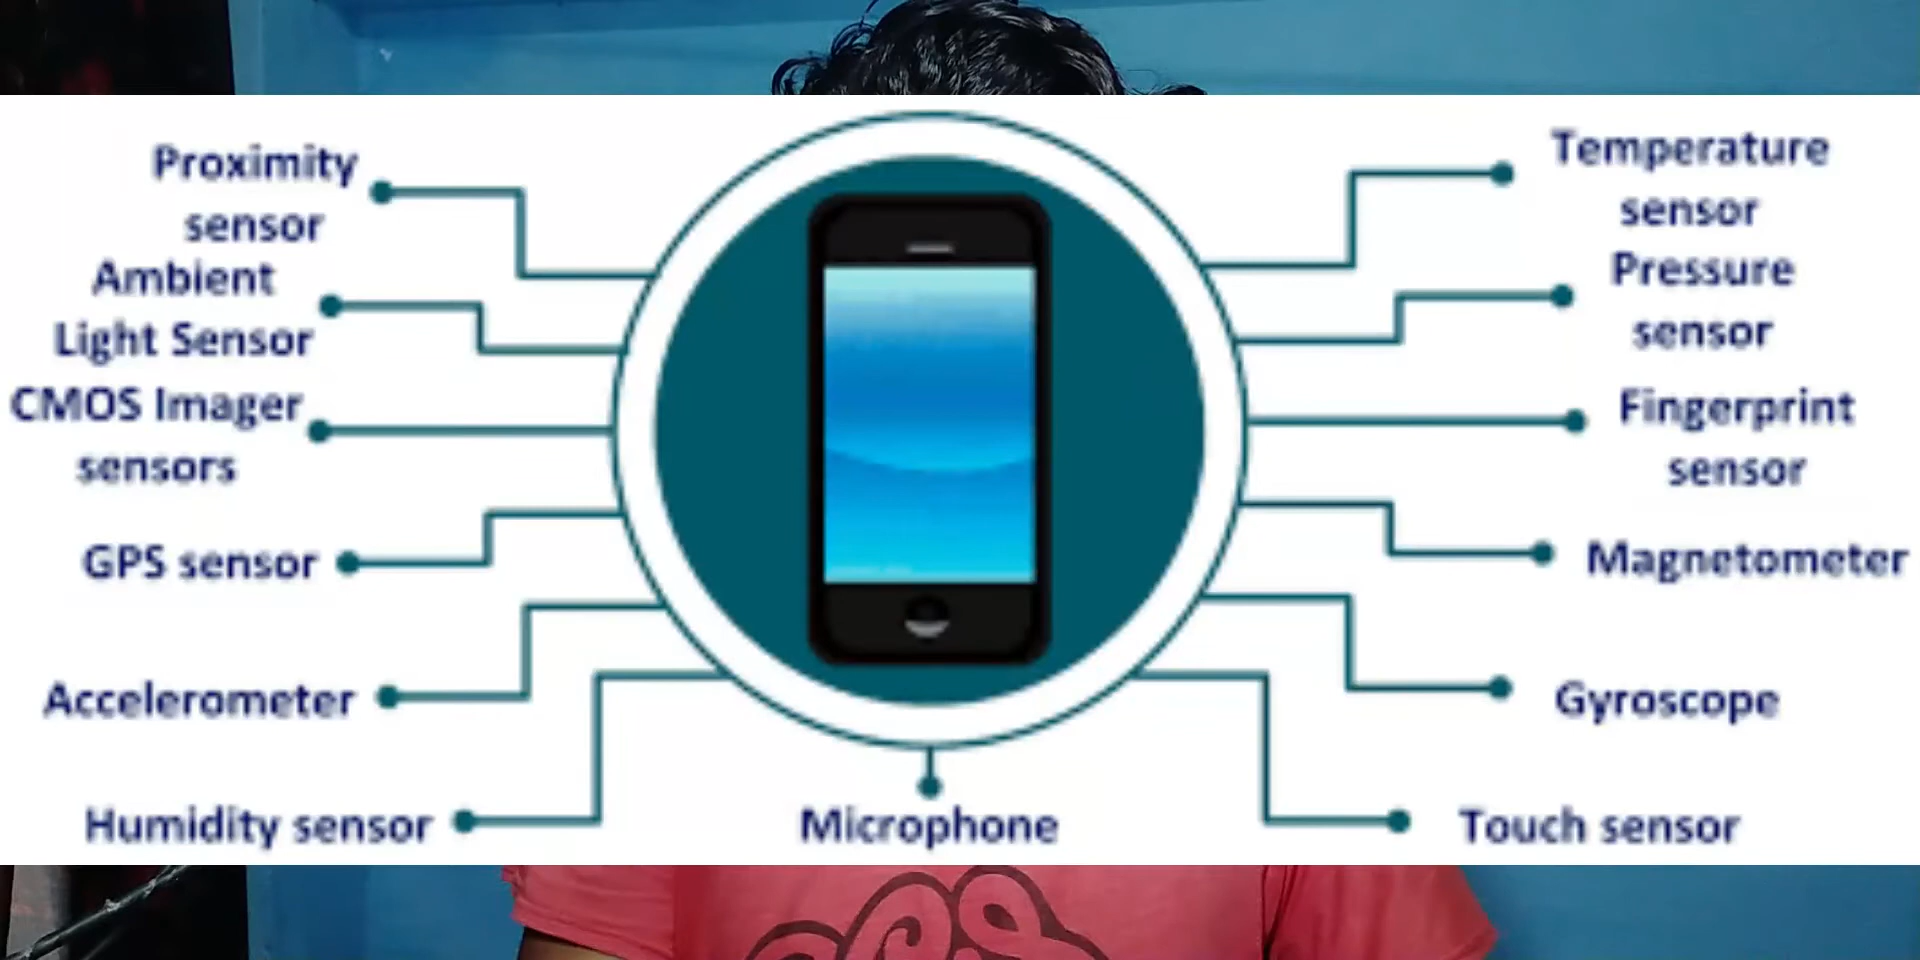 Proximity
sensor
Ambient
Light Sensor
CMOS Imager
sensors
GPS sensor
Accelerometer
Humidity sensor
Microphone
Temperature
sensor
Pressure
sensor
Fingerprint
sensor
Magnetometer
Gyroscope
Touch sensor